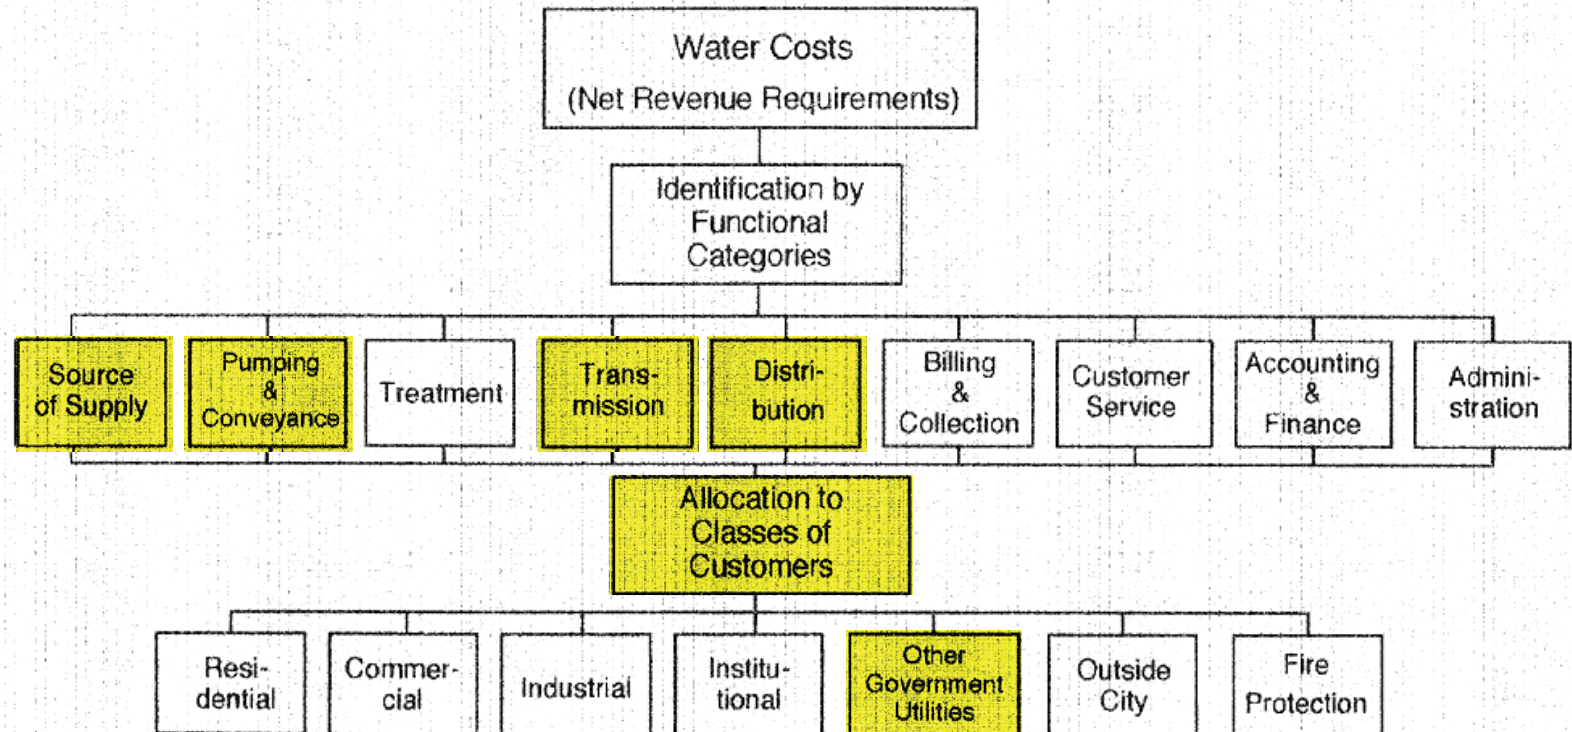 Water Costs
(Net Revenue Requirements)
Identification by
Functional
Categories
Source
of Supply
Pumping
&
Conveyance
Treatment
Trans-
mission
Distri-
bution
Billing
&
Collection
Customer
Service
Accounting
&
Finance
Admini-
stration
Allocation to
Classes of
Customers
Resi-
dential
Commer-
cial
Industrial
Institu-
tional
Other
Government
Utilities
Outside
City
Fire
Protection